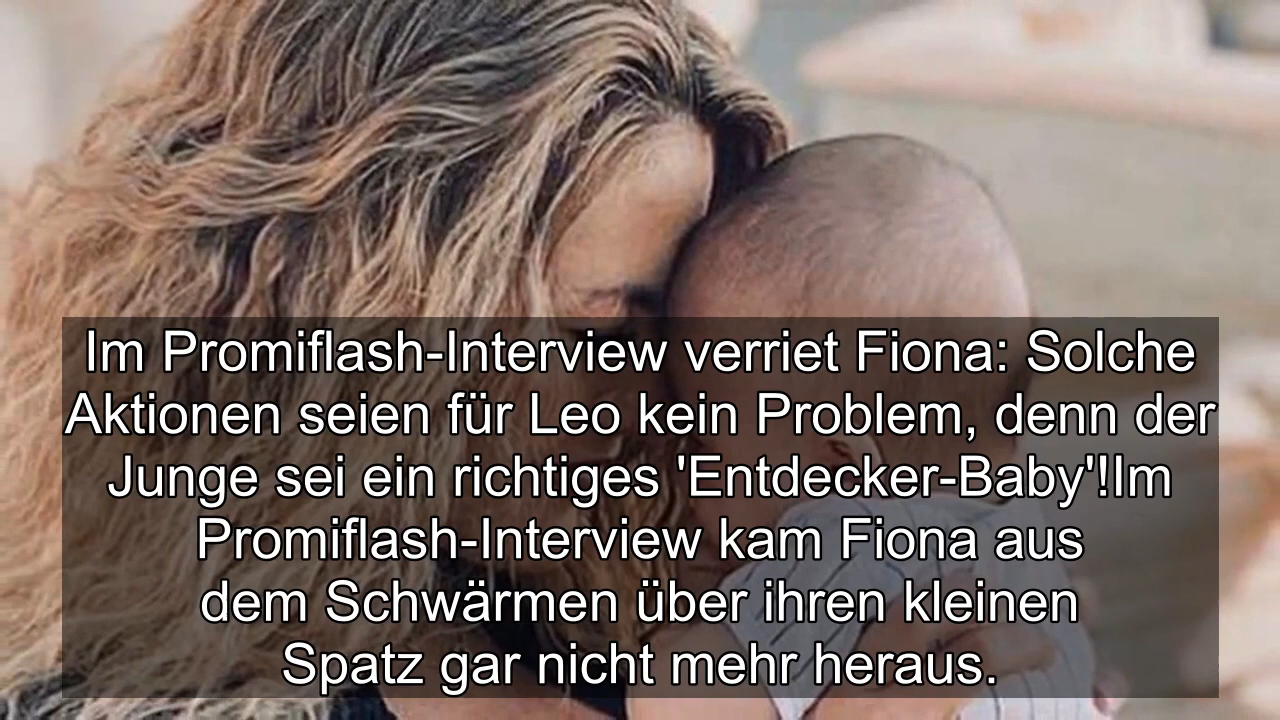 Im Promiflash-Interview verriet Fiona: Solche
Aktionen seien für Leo kein Problem, denn der
Junge sei ein richtiges 'Entdecker-Baby'!Im
Promiflash-Interview kam Fiona aus
dem Schwärmen über ihren kleinen
Spatz gar nicht mehr heraus.